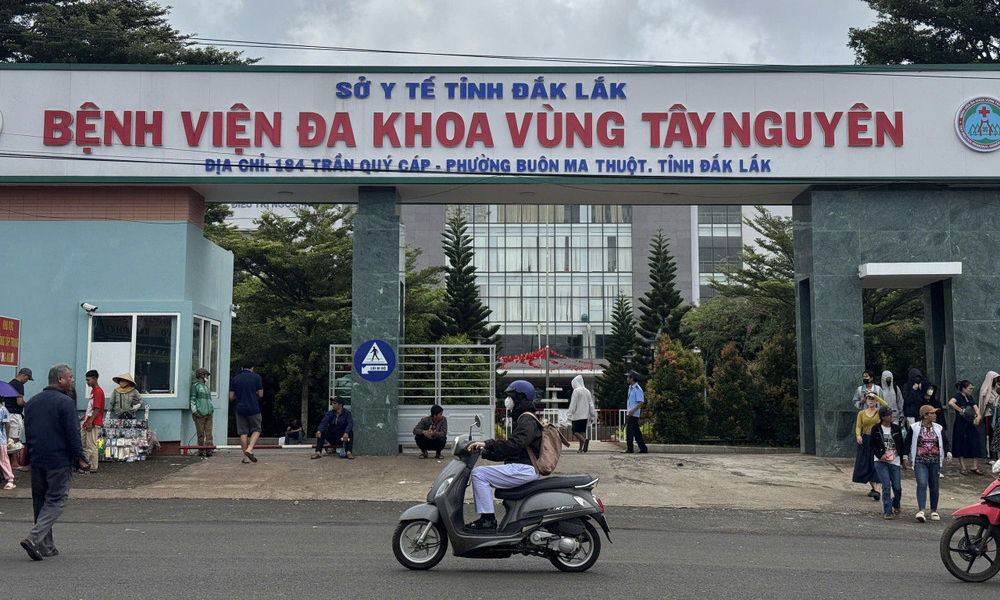 SỞ Y TẾ TỈNH ĐẮK LẮK
BỆNH VIỆN ĐA KHOA VÙNG TÂY NGUYÊN
ĐỊA CHỈ: 184 TRẦN QUÝ CÁP - PHƯỜNG BUÔN MA THUỘT. TỈNH ĐẮK LẮK